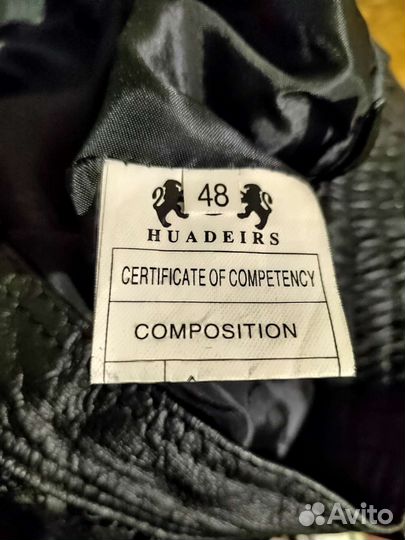 48
HUADEIRS
CERTIFICATE OF COMPETENCY
COMPOSITION
Avito